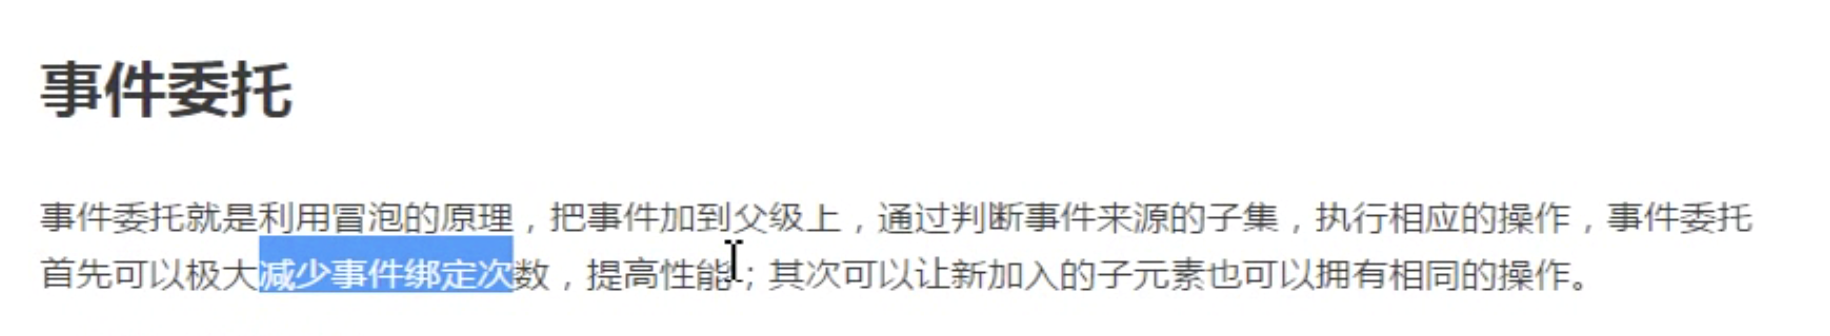 事件委托
事件委托就是利用冒泡的原理，把事件加到父级上，通过判断事件来源的子集，执行相应的操作，事件委托
首先可以极大减少事件绑定次数，提高性能；其次可以让新加入的子元素也可以拥有相同的操作。